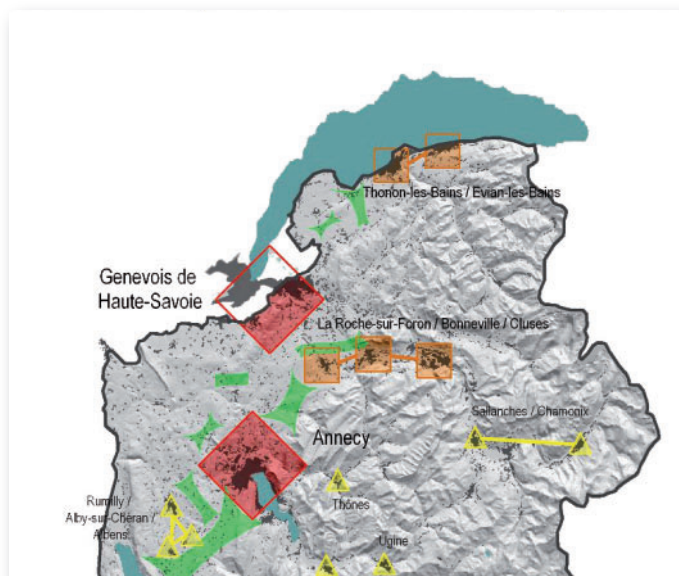 Thonon-les-Bains / Evian-les-Bains
Genevois de
Haute-Savoie
La Roche-sur-Foron / Bonneville / Cluses
Sallanches / Chamonix
Annecy
Thônes
Rumilly /
Alby-sur-Chéran /
Albens
Ugine